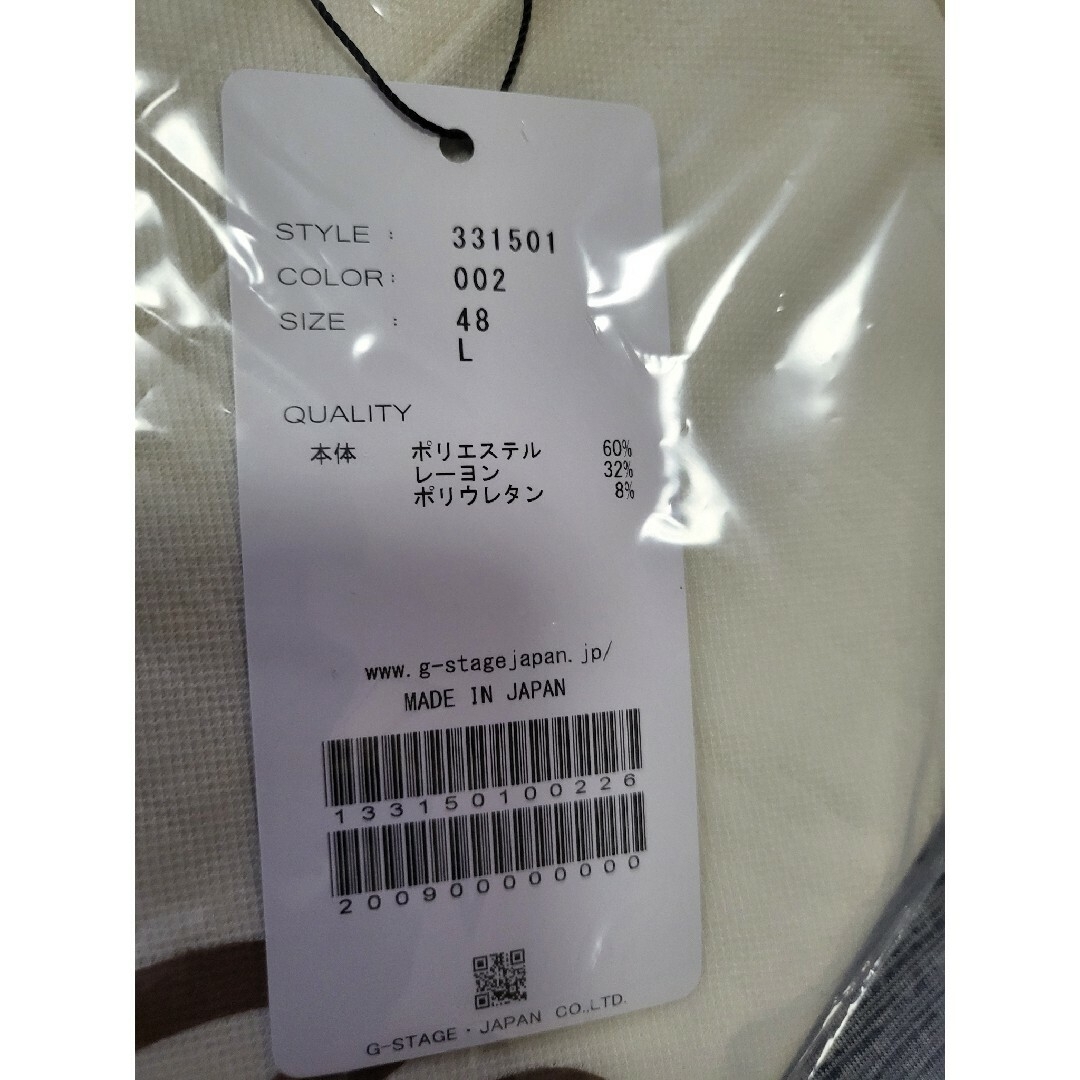 STYLE : 331501
COLOR: 002
SIZE : 48
L
QUALITY
本体 ポリエステル 60%
レーヨン 32%
ポリウレタン 8%
www.g-stagejapan.jp/
MADE IN JAPAN
133150100226
2009000000000
G-STAGE・JAPAN CO.,LTD.